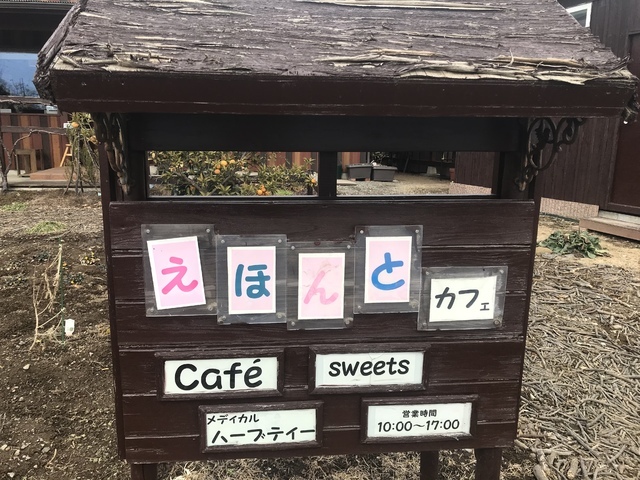 えほんと カフェ
Café
sweets
メディカル
ハーブティー
営業時間
10:00～17:00